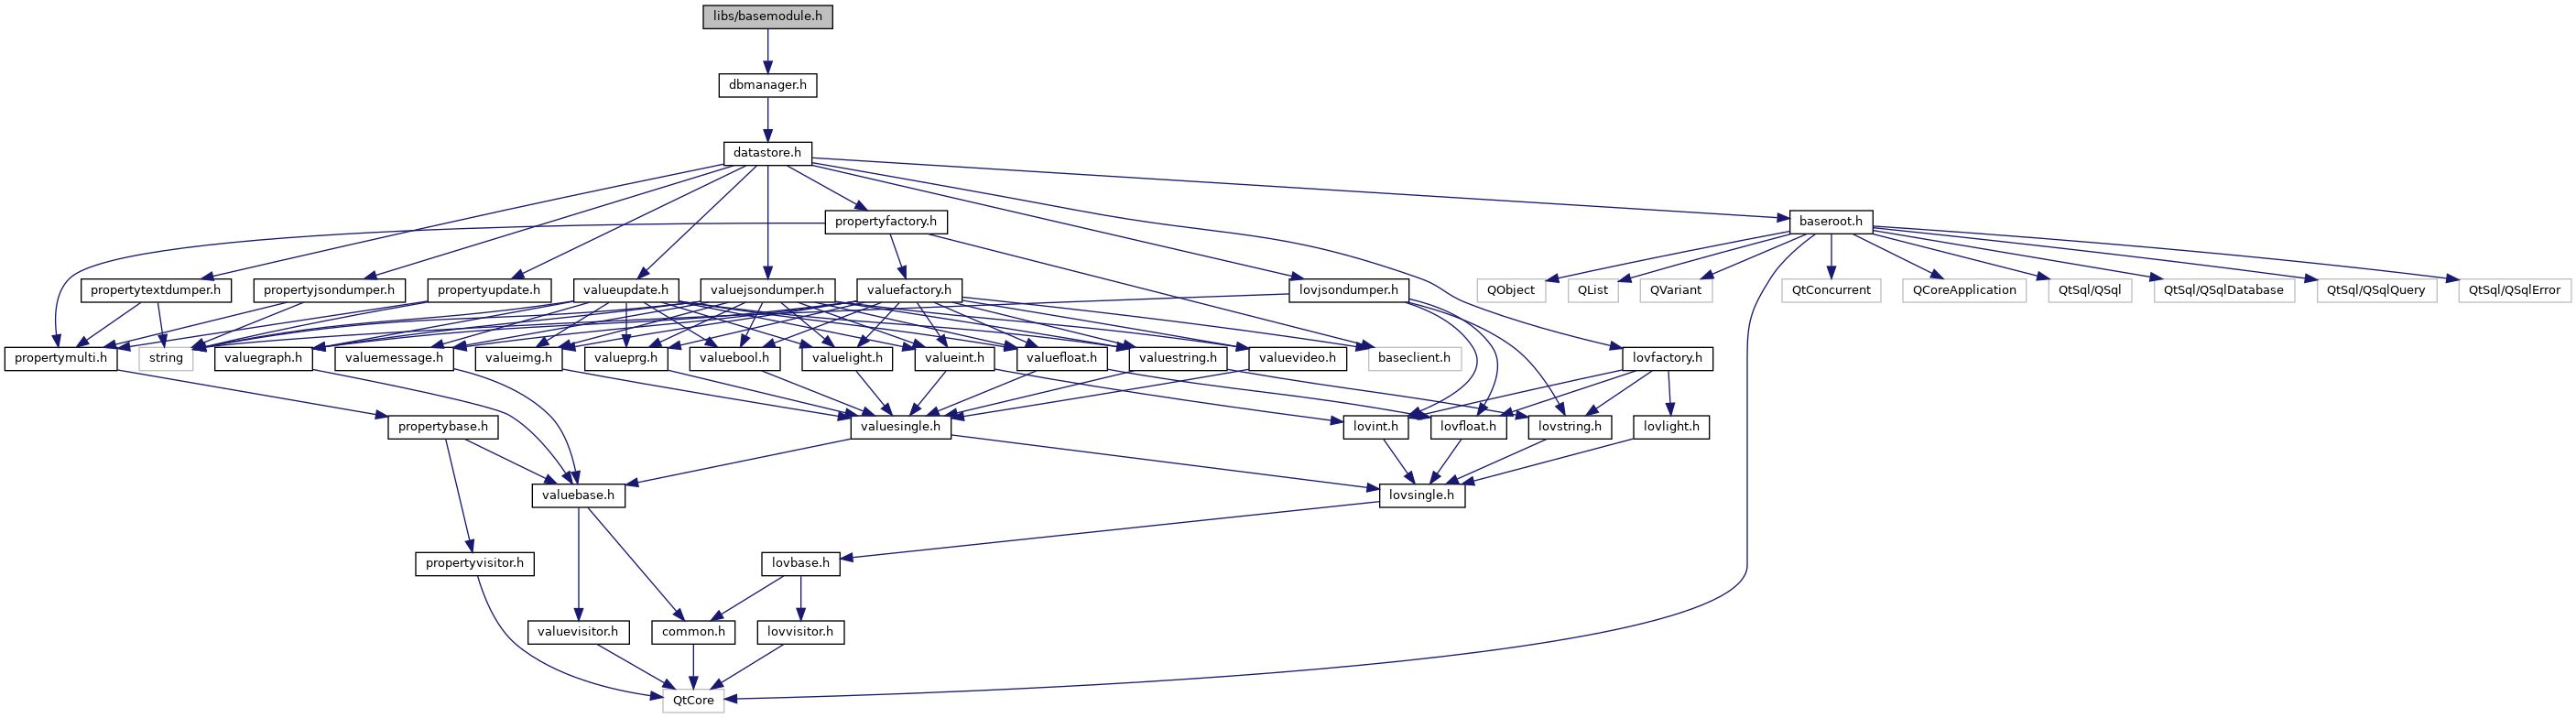 libs/basemodule.h
dbmanager.h
datastore.h
propertyfactory.h
baseroot.h
propertytextdumper.h
propertyjsondumper.h
propertyupdate.h
valueupdate.h
valuejsondumper.h
valuefactory.h
lovjsondumper.h
QObject
QList
QVariant
QtConcurrent
QCoreApplication
QtSql/QSql
QtSql/QSqlDatabase
QtSql/QSqlQuery
QtSql/QSqlError
propertymulti.h
string
valuegraph.h
valuemessage.h
valueimg.h
valueprg.h
valuebool.h
valuelight.h
valueint.h
valuefloat.h
valuestring.h
valuevideo.h
baseclient.h
lovfactory.h
propertybase.h
valuesingle.h
lovint.h
lovfloat.h
lovstring.h
lovlight.h
valuebase.h
lovsingle.h
propertyvisitor.h
lovbase.h
valuevisitor.h
common.h
lovvisitor.h
QtCore